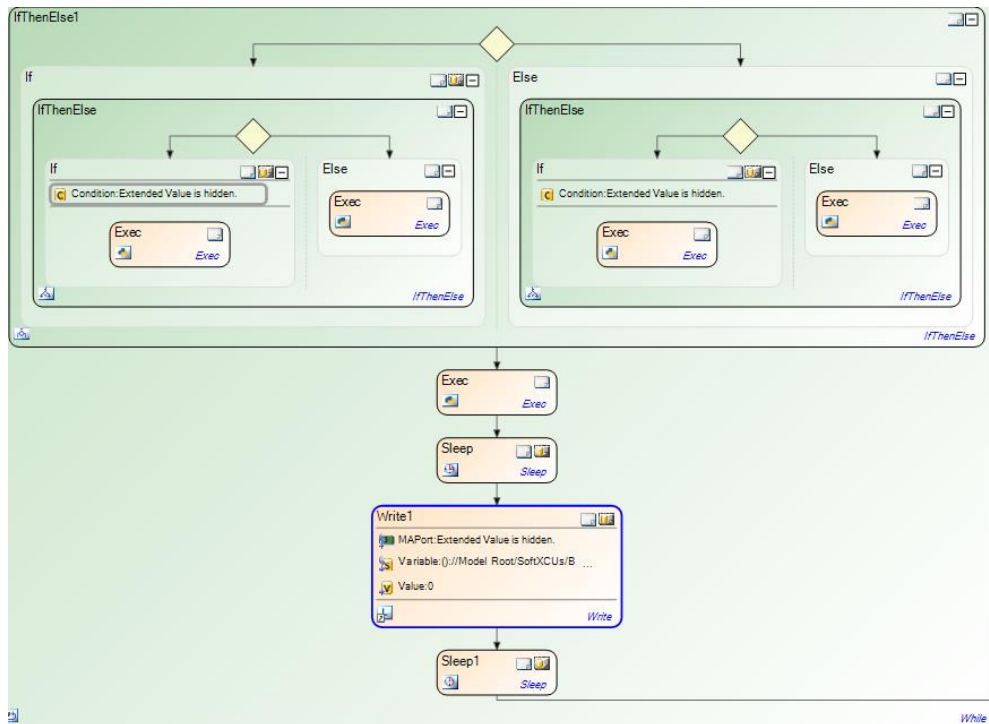 IfThenElse1
If
Else
IfThenElse
IfThenElse
If
Else
If
Else
C Condition:Extended Value is hidden.
C Condition:Extended Value is hidden.
Exec
Exec
Exec
Exec
Exec
Exec
Exec
Exec
IfThenElse
IfThenElse
IfThenElse
Exec
Exec
Sleep
Sleep
Write1
MAPort:Extended Value is hidden.
S Variable:()://Model Root/SoftXCUs/B ...
V Value:0
Write
Sleep1
Sleep
While